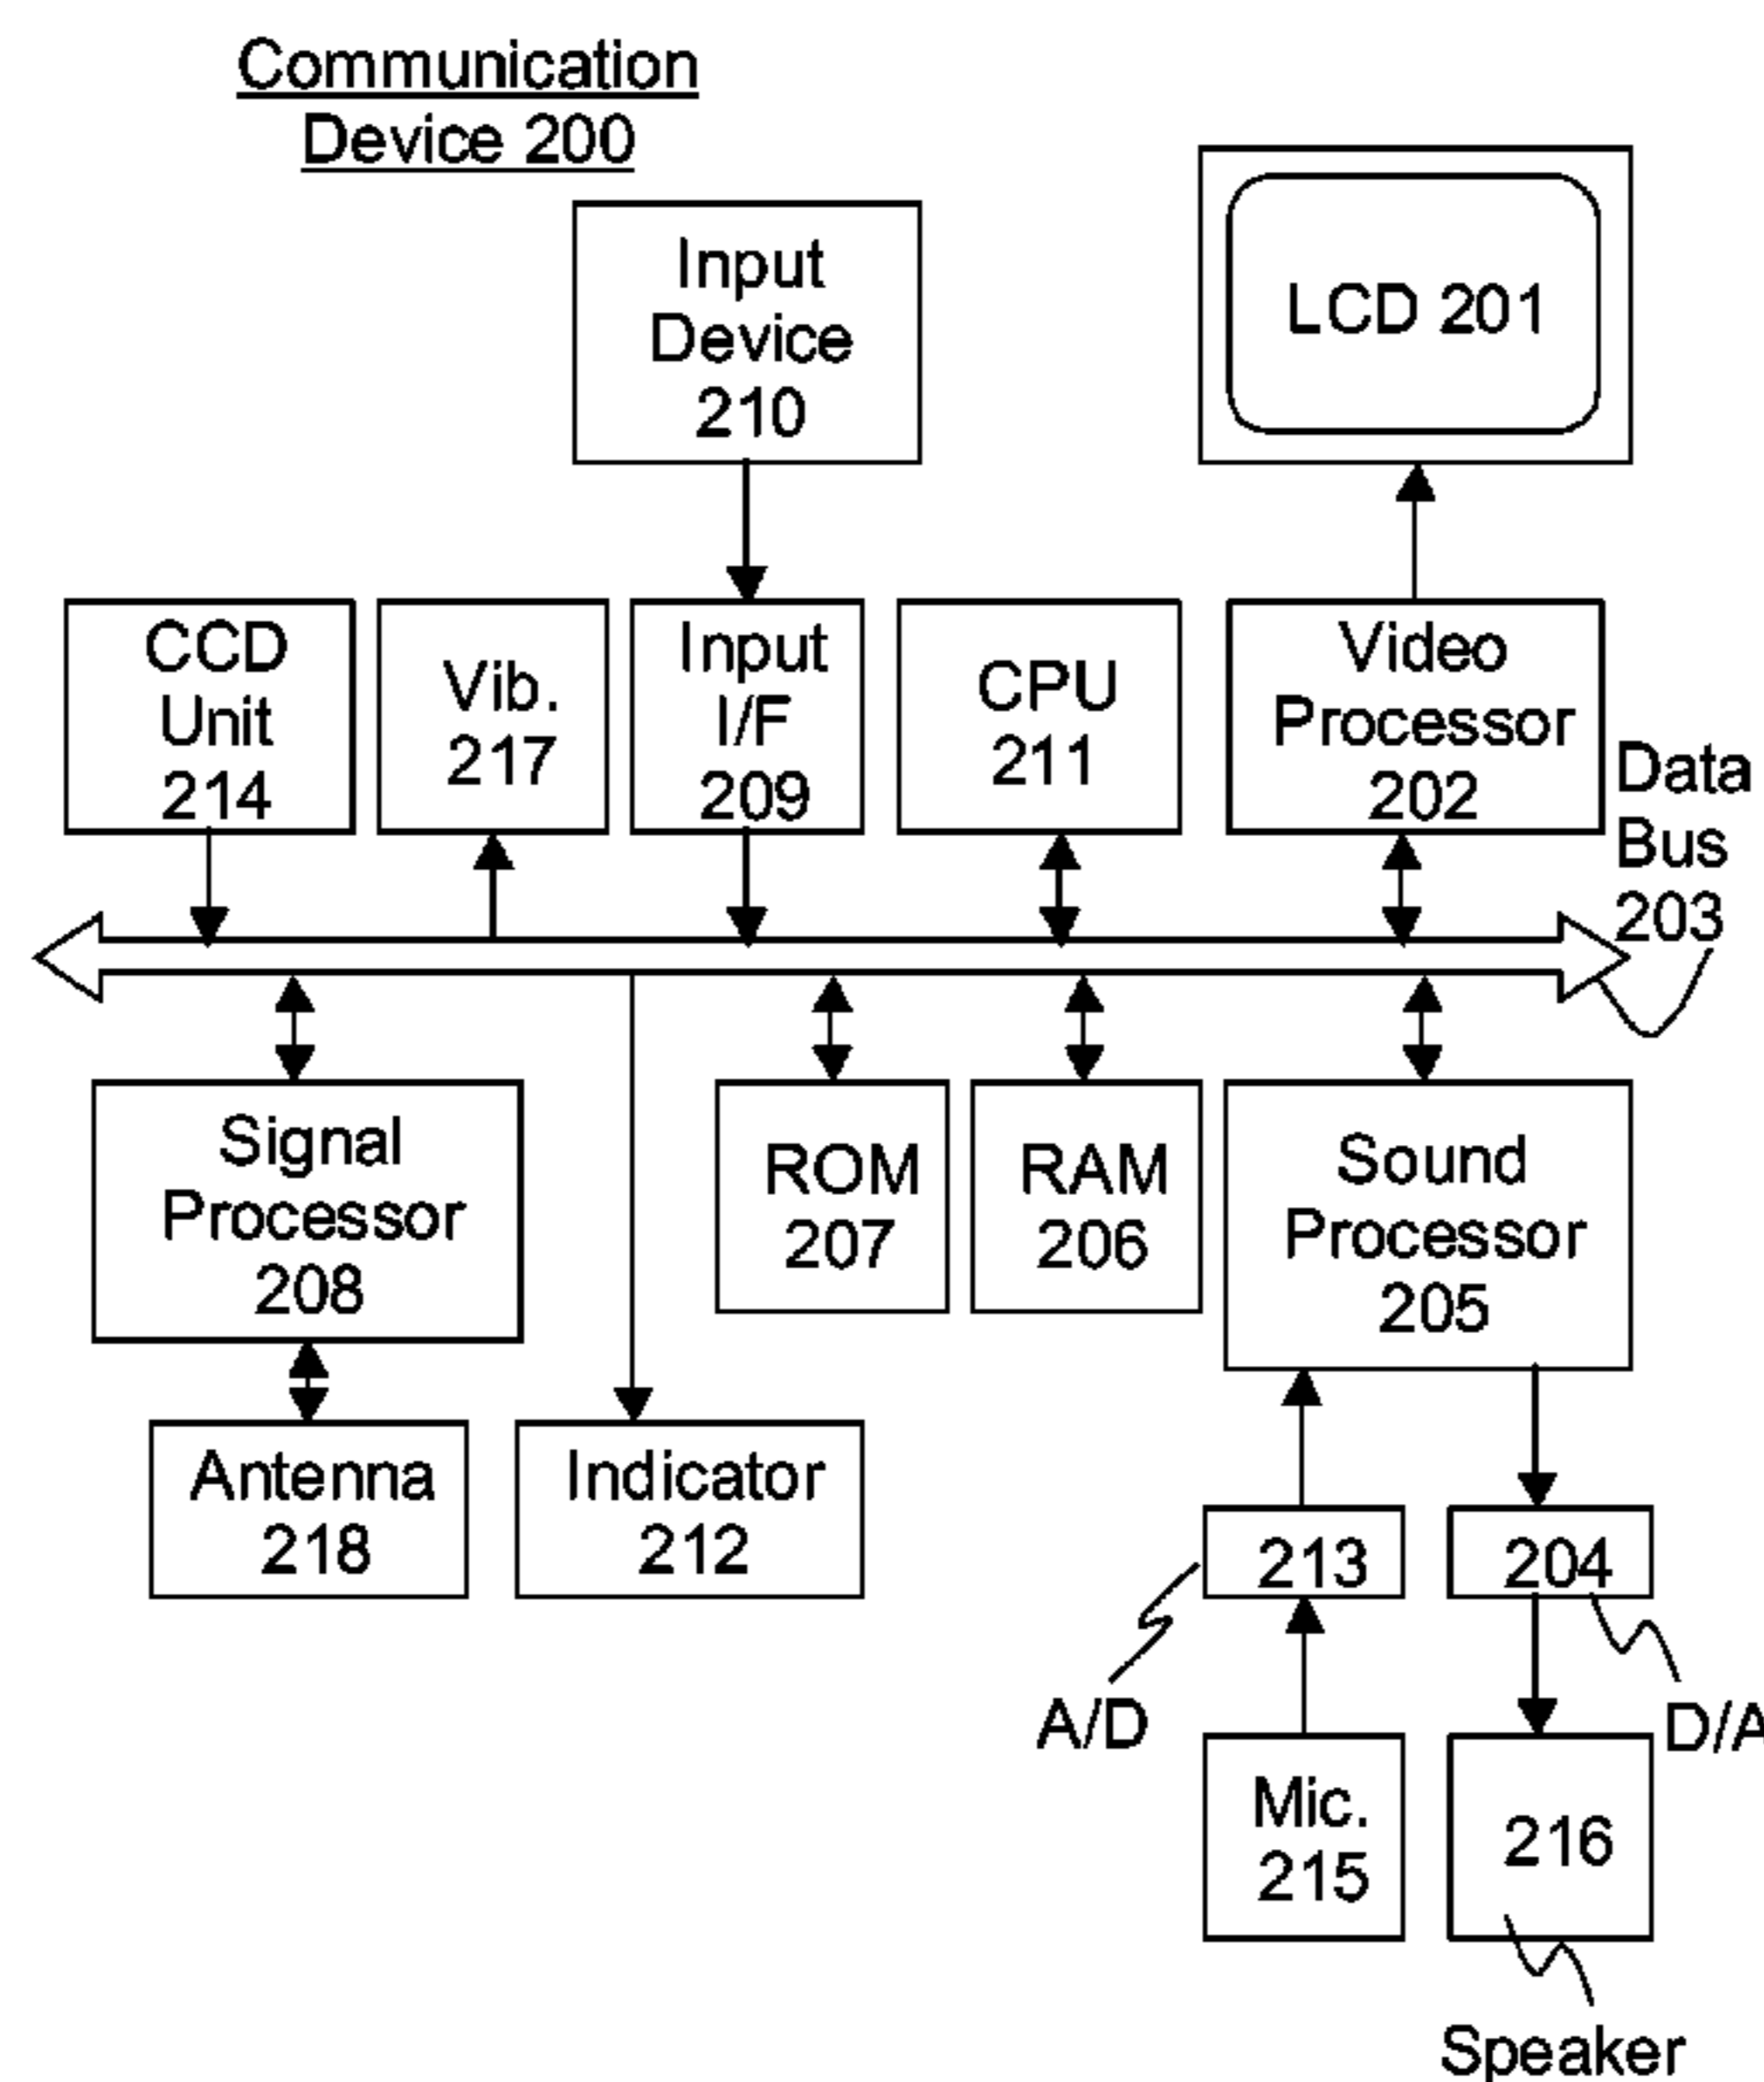 Communication
Device 200
Input
Device
210
LCD 201
CCD
Unit
214
Vib.
217
Input
I/F
209
CPU
211
Video
Processor
202
Data
Bus
203
Signal
Processor
208
ROM
207
RAM
206
Sound
Processor
205
Antenna
218
Indicator
212
213
204
A/D
D/A
Mic.
215
216
Speaker